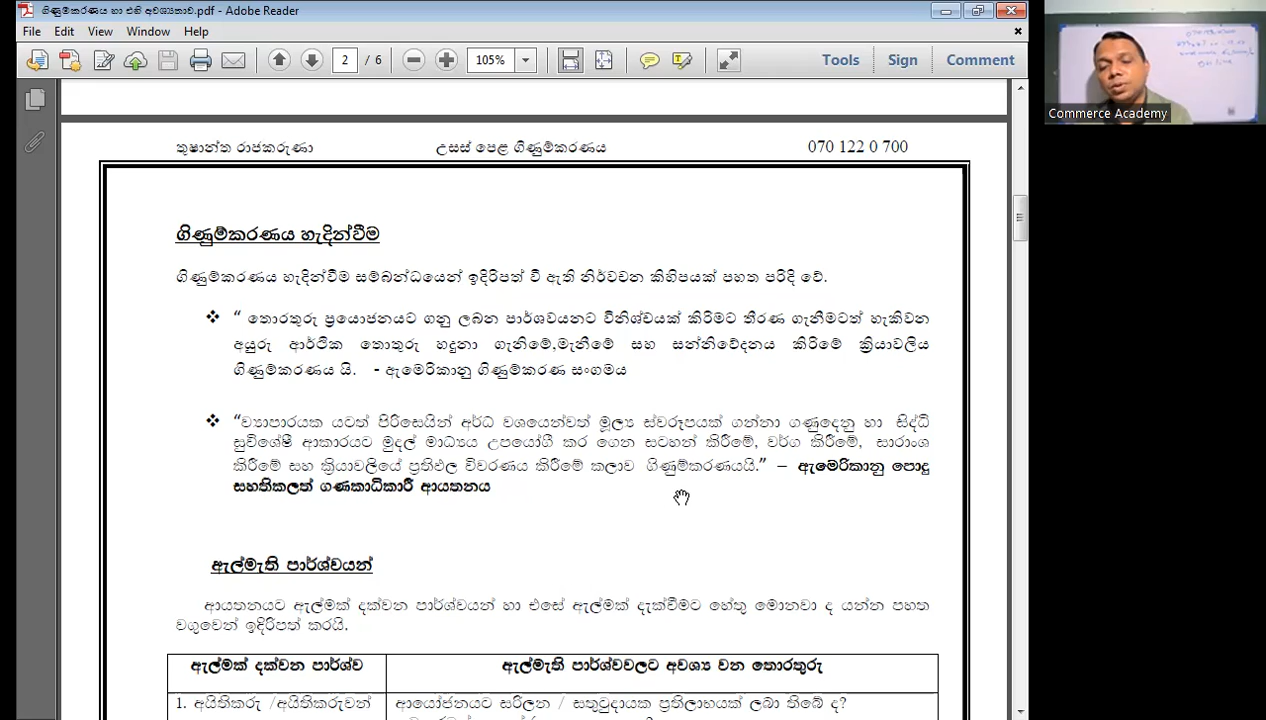 ගිණුම්කරණය හා එහි අවශ්‍යතාව.pdf - Adobe Reader
File Edit View Window Help
2 / 6 105% Tools Sign Comment
Commerce Academy
තුෂාන්ත රාජකරුණා උසස් පෙළ ගිණුම්කරණය 070 122 0 700
ගිණුම්කරණය හැදින්වීම
ගිණුම්කරණය හැදින්වීම සම්බන්ධයෙන් ඉදිරිපත් වී ඇති නිර්වචන කිහිපයක් පහත පරිදි වේ.
❖ “ තොරතුරු ප්‍රයෝජනයට ගනු ලබන පාර්ශවයනට විනිශ්චයක් කිරිමට තීරණ ගැනීමටත් හැකිවන
අයුරු ආර්ථික තොතුරු හදුනා ගැනිමේ,මැනීමේ සහ සන්නිවේදනය කිරිමේ ක්‍රියාවලිය
ගිණුම්කරණය යි. - ඇමෙරිකානු ගිණුම්කරණ සංගමය
❖ “ව්‍යාපාරයක යටත් පිරිසෙයින් අර්ධ වශයෙන්වත් මූල්‍ය ස්වරූපයක් ගන්නා ගණුදෙනු හා සිද්ධි
සුවිශේෂී ආකාරයට මුදල් මාධ්‍යය උපයෝගී කර ගෙන සටහන් කිරීමේ, වර්ග කිරීමේ, සාරාංශ
කිරීමේ සහ ක්‍රියාවලියේ ප්‍රතිඵල විවරණය කිරීමේ කලාව ගිණුම්කරණයයි.” – ඇමෙරිකානු පොදු
සහතිකලත් ගණකාධිකාරී ආයතනය
ඇල්මැති පාර්ශ්වයන්
ආයතනයට ඇල්මක් දක්වන පාර්ශ්වයන් හා එසේ ඇල්මක් දැක්වීමට හේතු මොනවා ද යන්න පහත
වගුවෙන් ඉදිරිපත් කරයි.
ඇල්මක් දක්වන පාර්ශ්ව ඇල්මැති පාර්ශ්වවලට අවශ්‍ය වන තොරතුරු
1. අයිතිකරු /අයිතිකරුවන් ආයෝජනයට සරිලන / සතුටුදායක ප්‍රතිලාභයක් ලබා තිබේ ද?